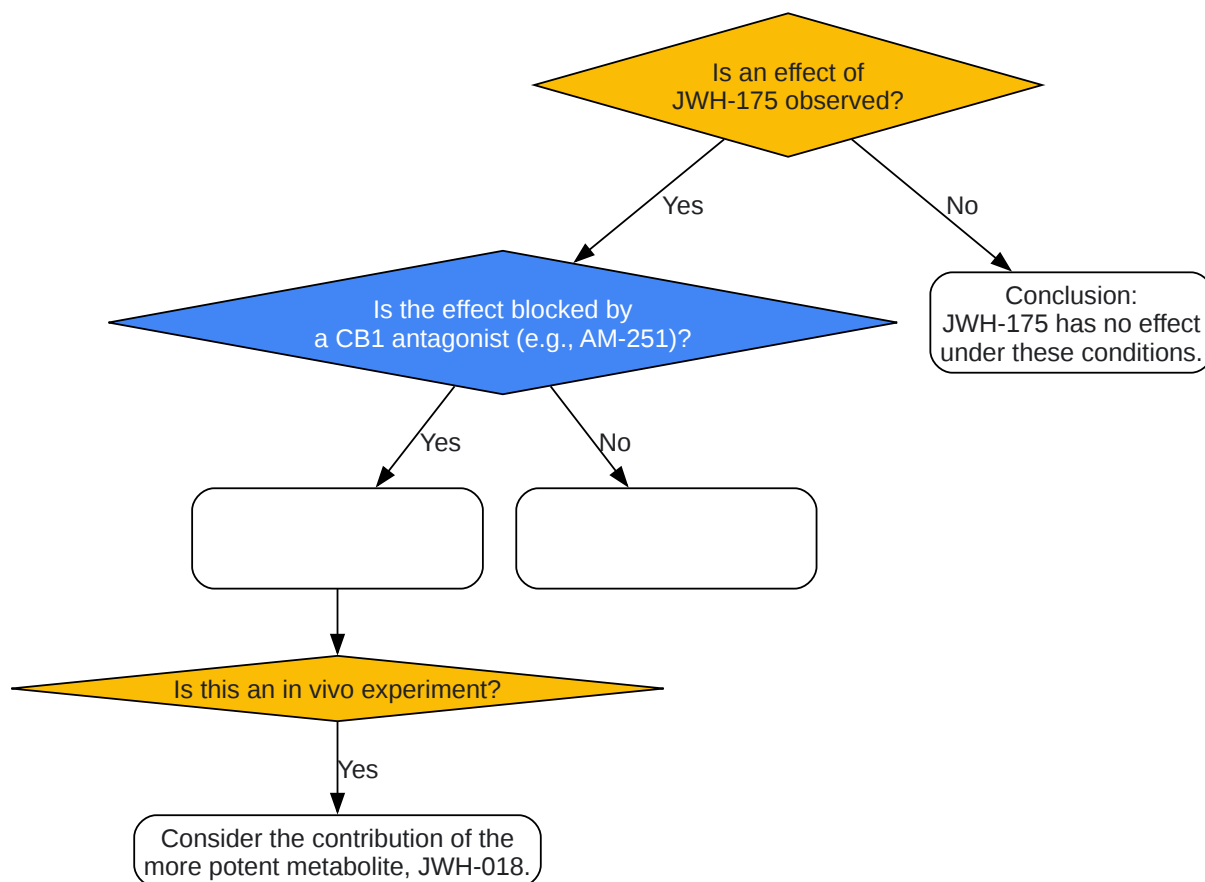 Is an effect of
JWH-175 observed?
Yes
No
Is the effect blocked by
a CB1 antagonist (e.g., AM-251)?
Conclusion:
JWH-175 has no effect
under these conditions.
Yes
No
Is this an in vivo experiment?
Yes
Consider the contribution of the
more potent metabolite, JWH-018.